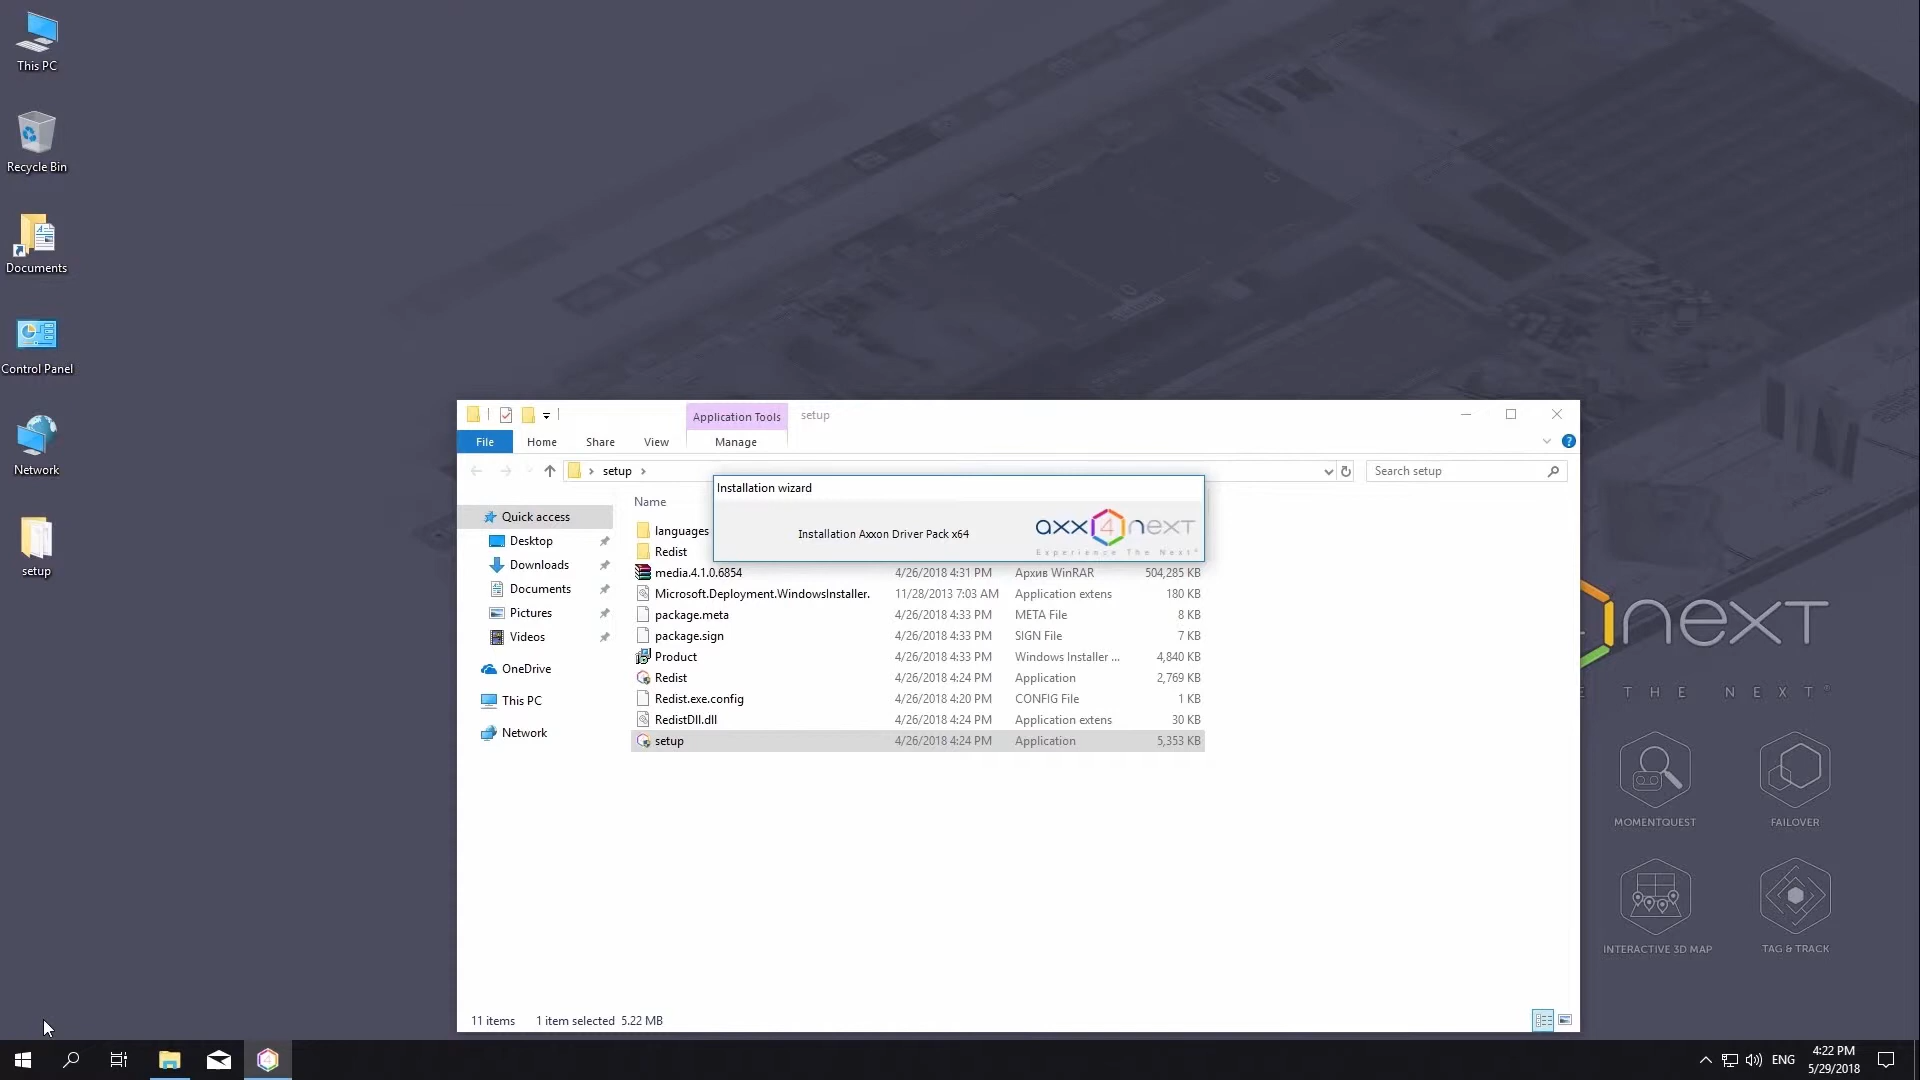 This PC
Recycle Bin
Documents
Control Panel
Network
setup
Application Tools
setup
File
Home
Share
View
Manage
setup
Search setup
Quick access
Desktop
Downloads
Documents
Pictures
Videos
OneDrive
This PC
Network
Name
Installation wizard
Installation Axxon Driver Pack x64
axx4next
Experience The Next®
languages
Redist
media.4.1.0.6854 4/26/2018 4:31 PM Архив WinRAR 504,285 KB
Microsoft.Deployment.WindowsInstaller. 11/28/2013 7:03 AM Application extens 180 KB
package.meta 4/26/2018 4:33 PM META File 8 KB
package.sign 4/26/2018 4:33 PM SIGN File 7 KB
Product 4/26/2018 4:33 PM Windows Installer ... 4,840 KB
Redist 4/26/2018 4:24 PM Application 2,769 KB
Redist.exe.config 4/26/2018 4:20 PM CONFIG File 1 KB
RedistDll.dll 4/26/2018 4:24 PM Application extens 30 KB
setup 4/26/2018 4:24 PM Application 5,353 KB
11 items 1 item selected 5.22 MB
next
E THE NEXT®
MOMENTQUEST
FAILOVER
INTERACTIVE 3D MAP
TAG & TRACK
ENG
4:22 PM
5/29/2018